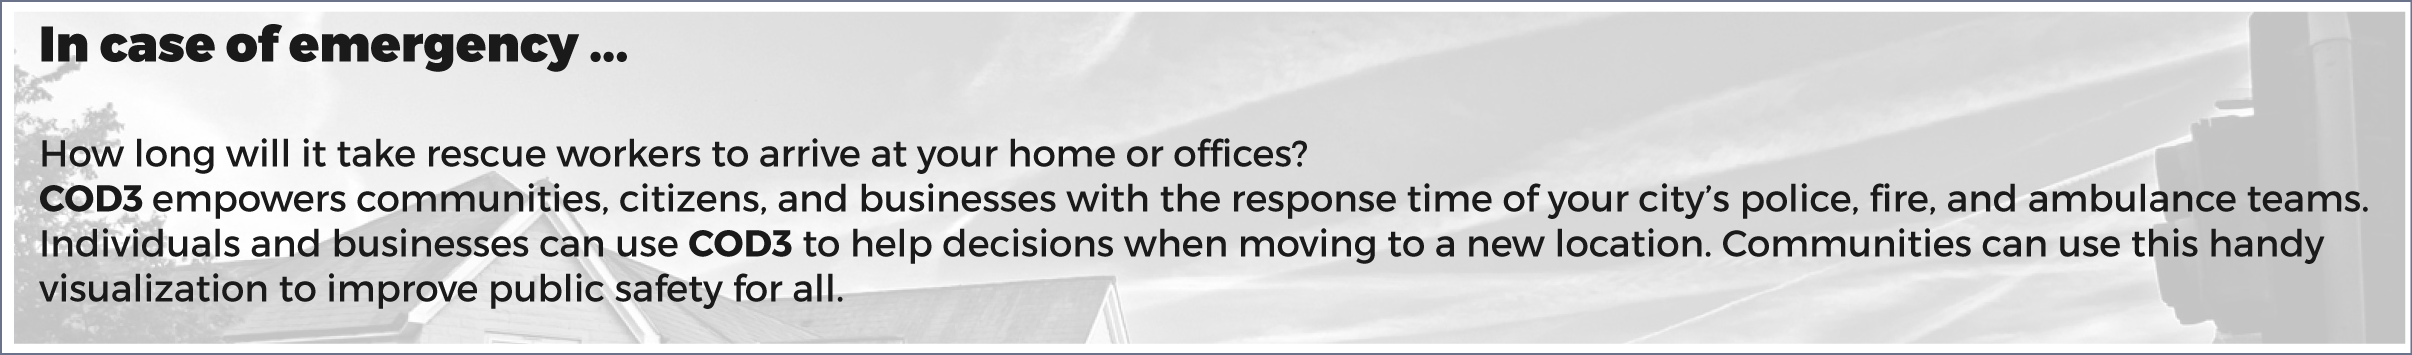 In case of emergency ...
How long will it take rescue workers to arrive at your home or offices?
COD3 empowers communities, citizens, and businesses with the response time of your city’s police, fire, and ambulance teams.
Individuals and businesses can use COD3 to help decisions when moving to a new location. Communities can use this handy
visualization to improve public safety for all.